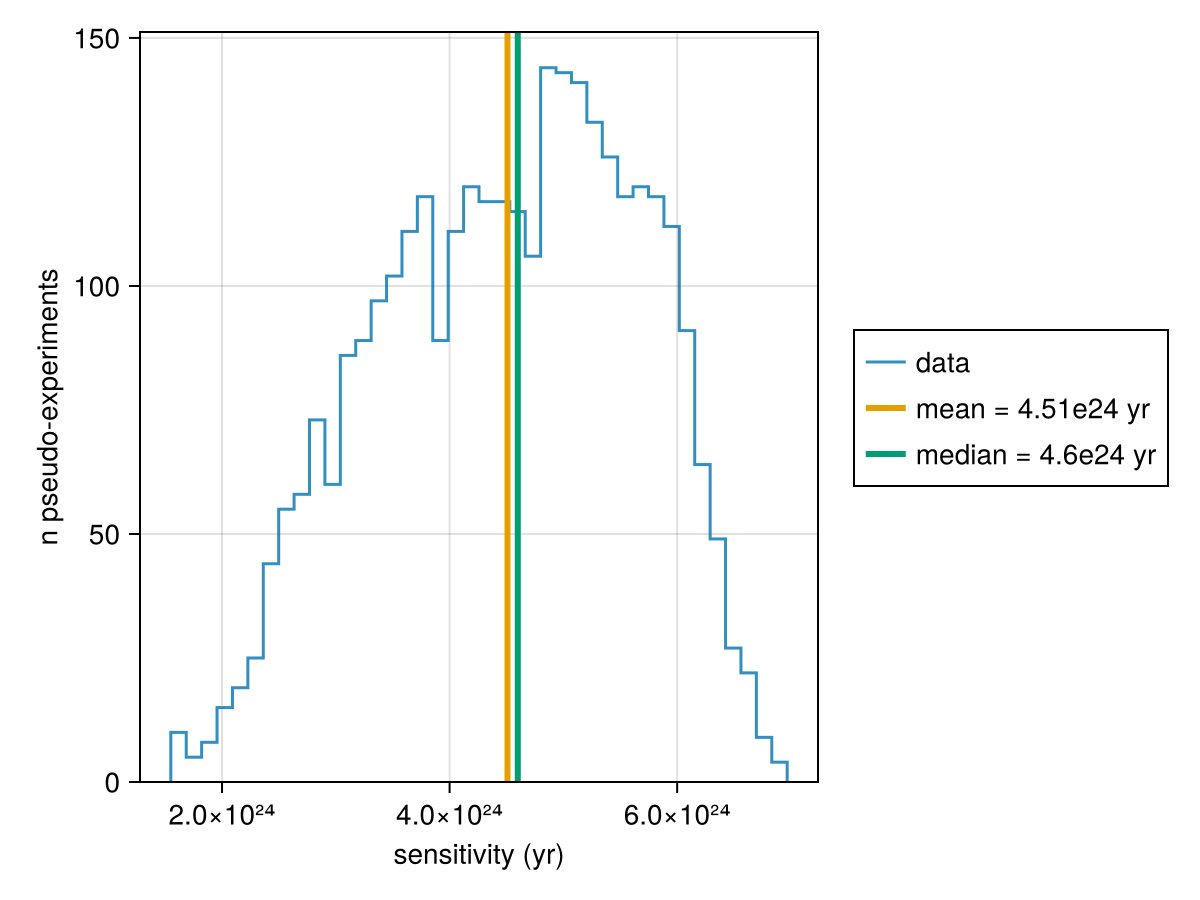 150
100
50
0
n pseudo-experiments
2.0×10²⁴ 4.0×10²⁴ 6.0×10²⁴
sensitivity (yr)
data
mean = 4.51e24 yr
median = 4.6e24 yr